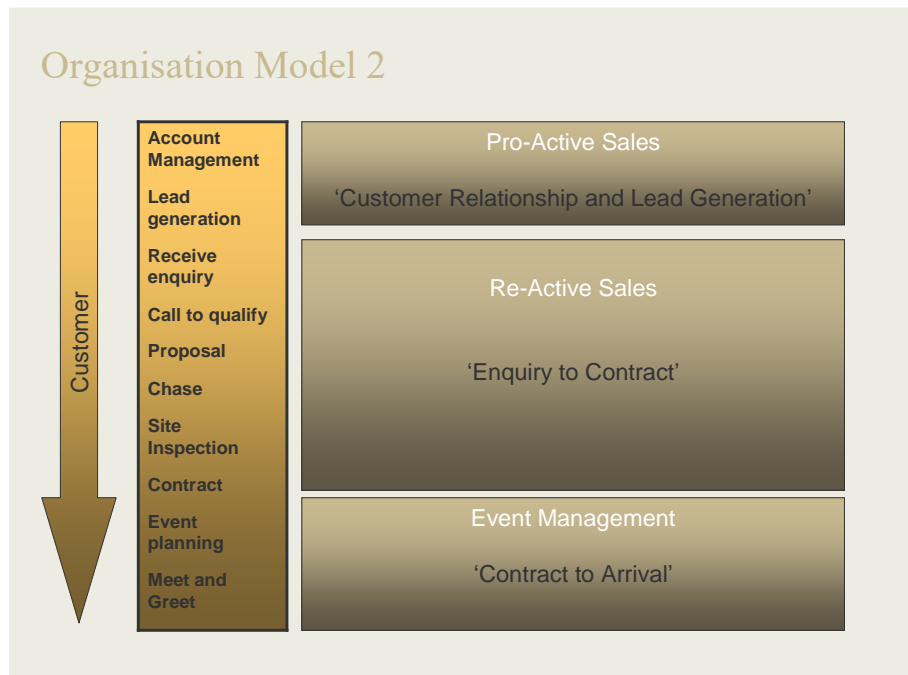 Organisation Model 2
Customer
Account
Management
Lead
generation
Receive
enquiry
Call to qualify
Proposal
Chase
Site
Inspection
Contract
Event
planning
Meet and
Greet
Pro-Active Sales
‘Customer Relationship and Lead Generation’
Re-Active Sales
‘Enquiry to Contract’
Event Management
‘Contract to Arrival’